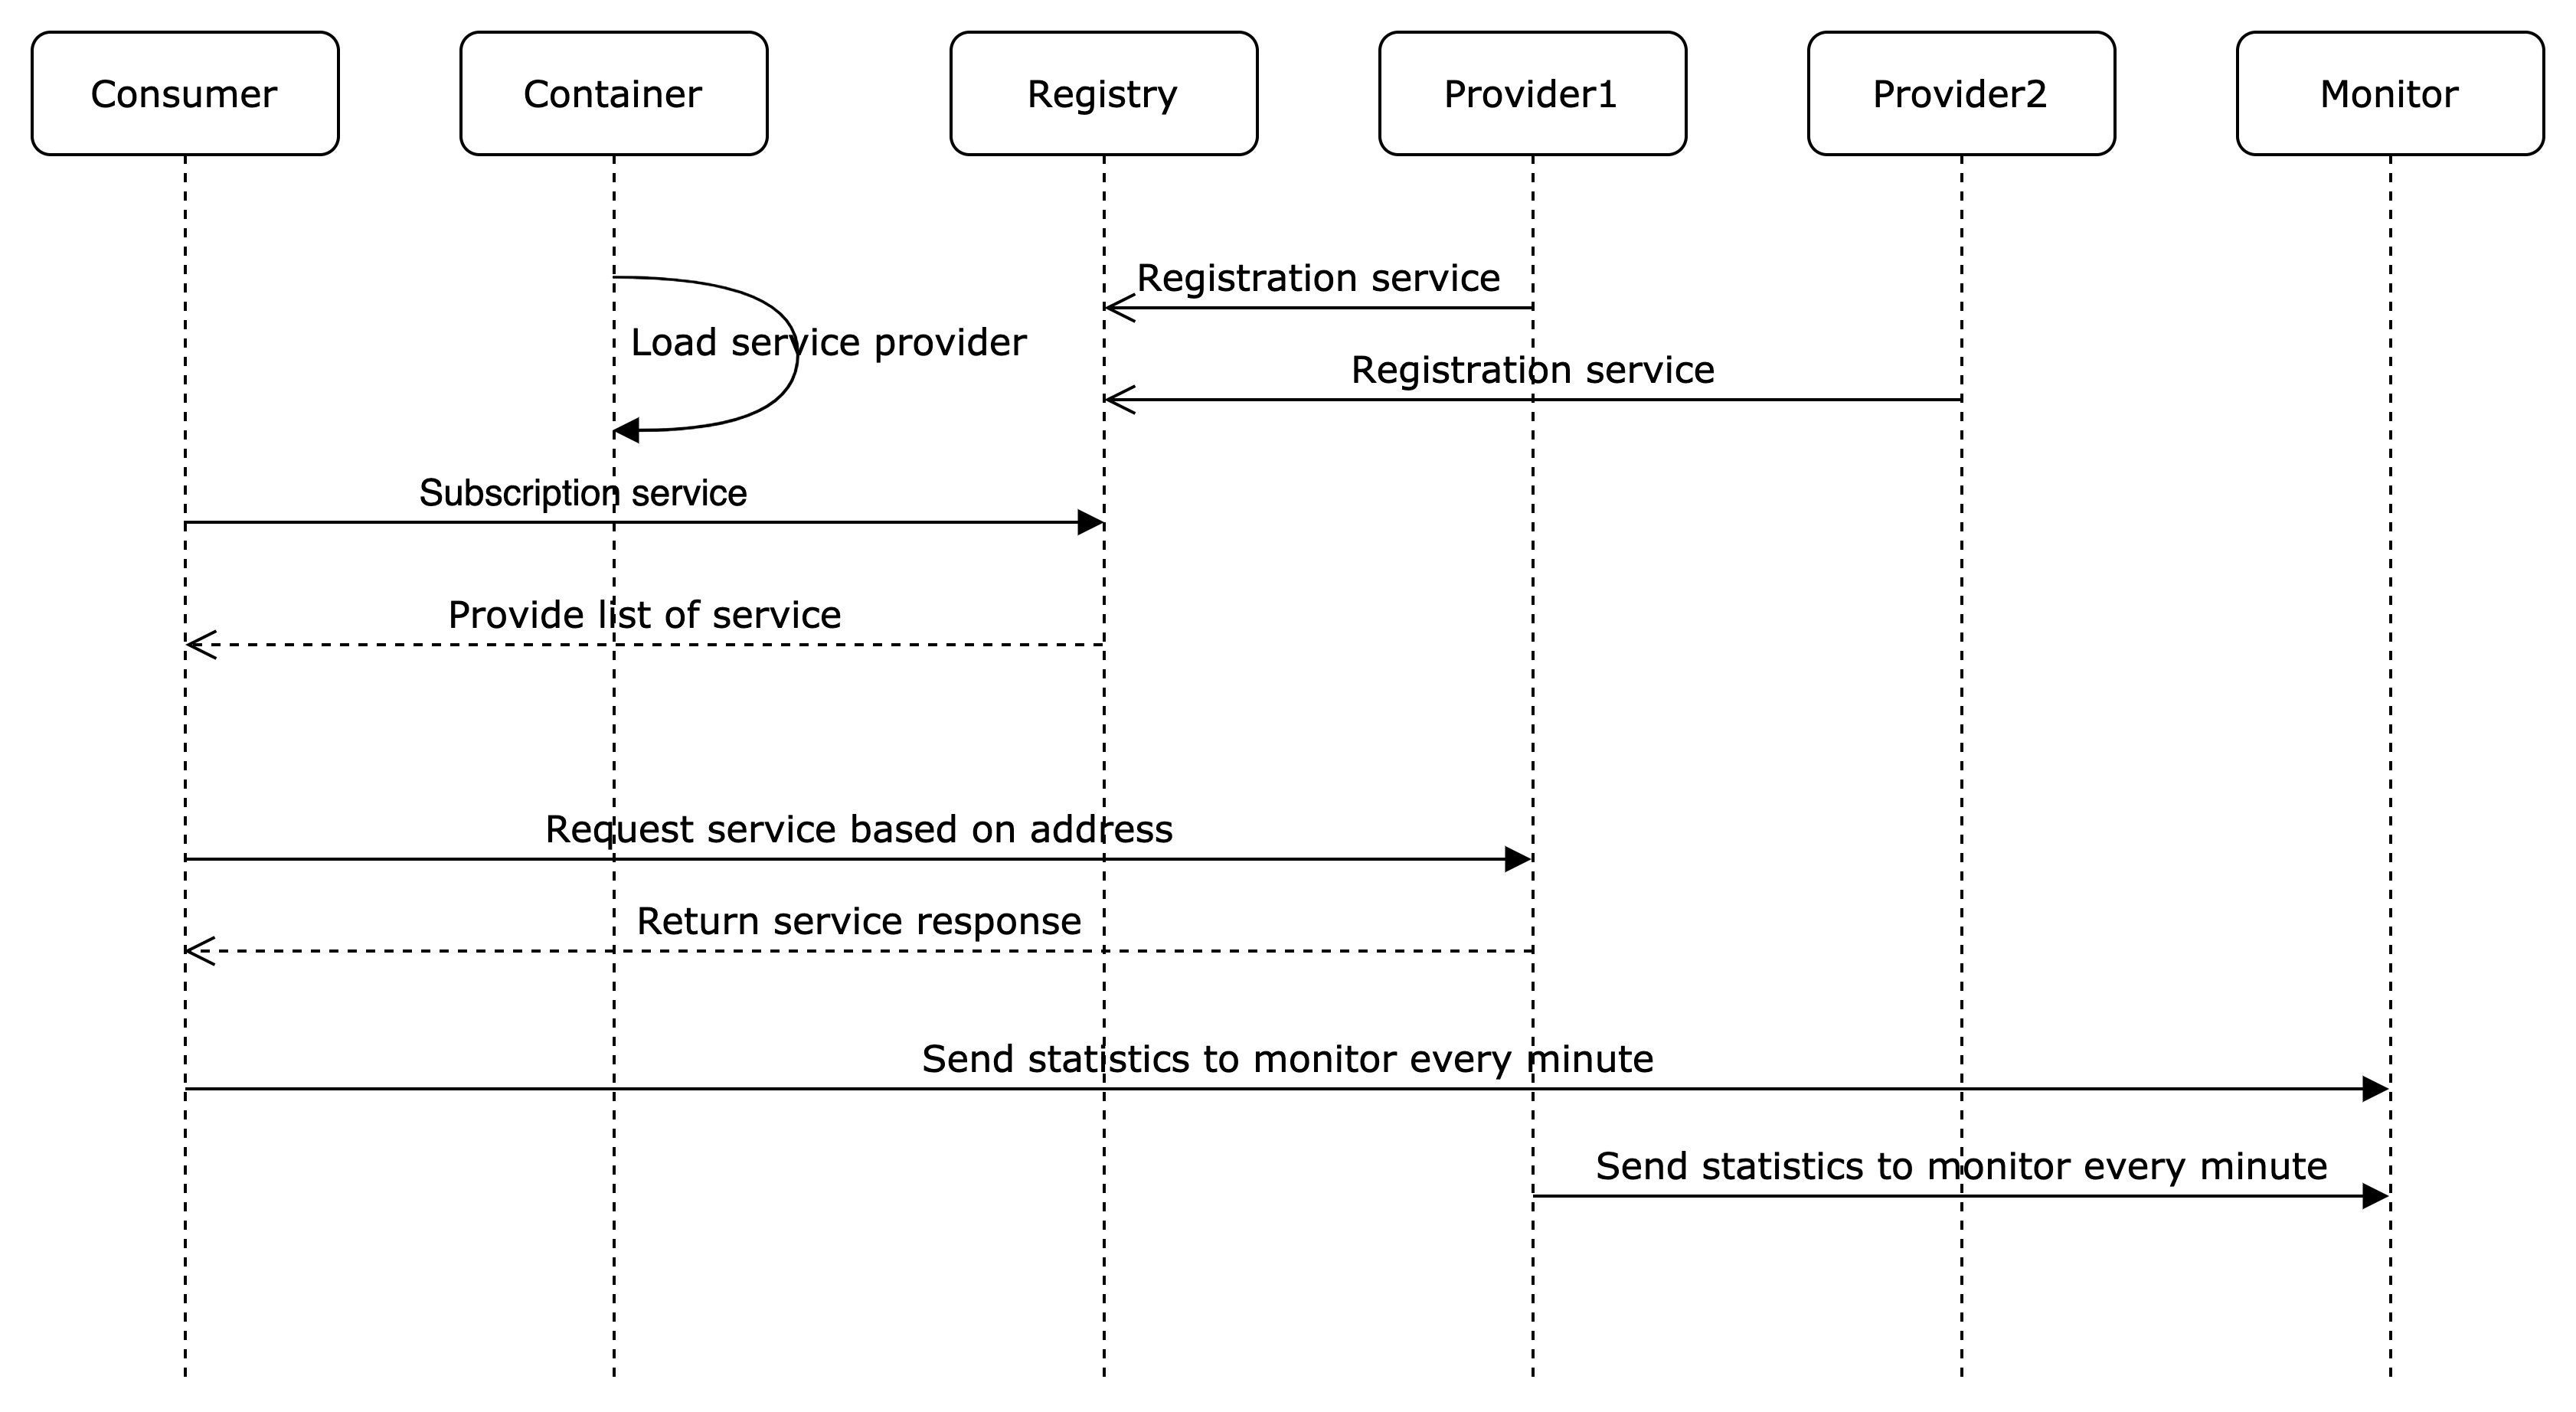 Consumer
Container
Registry
Provider1
Provider2
Monitor
Registration service
Load service provider
Registration service
Subscription service
Provide list of service
Request service based on address
Return service response
Send statistics to monitor every minute
Send statistics to monitor every minute